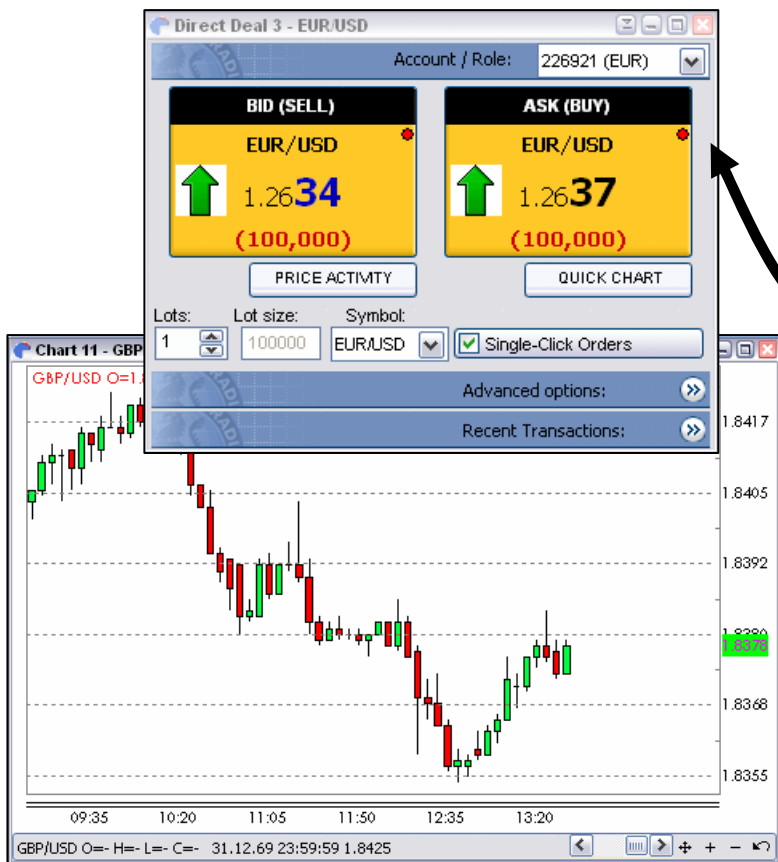 Direct Deal 3 - EUR/USD
Account / Role: 226921 (EUR)
BID (SELL)
EUR/USD
1.2634
(100,000)
ASK (BUY)
EUR/USD
1.2637
(100,000)
PRICE ACTIVITY
QUICK CHART
Lots: Lot size: Symbol:
1 100000 EUR/USD Single-Click Orders
Advanced options:
Recent Transactions:
Chart 11 - GBP
GBP/USD O=1.
1.8417
1.8405
1.8392
1.8380
1.8378
1.8368
1.8355
09:35 10:20 11:05 11:50 12:35 13:20
GBP/USD O=- H=- L=- C=- 31.12.69 23:59:59 1.8425